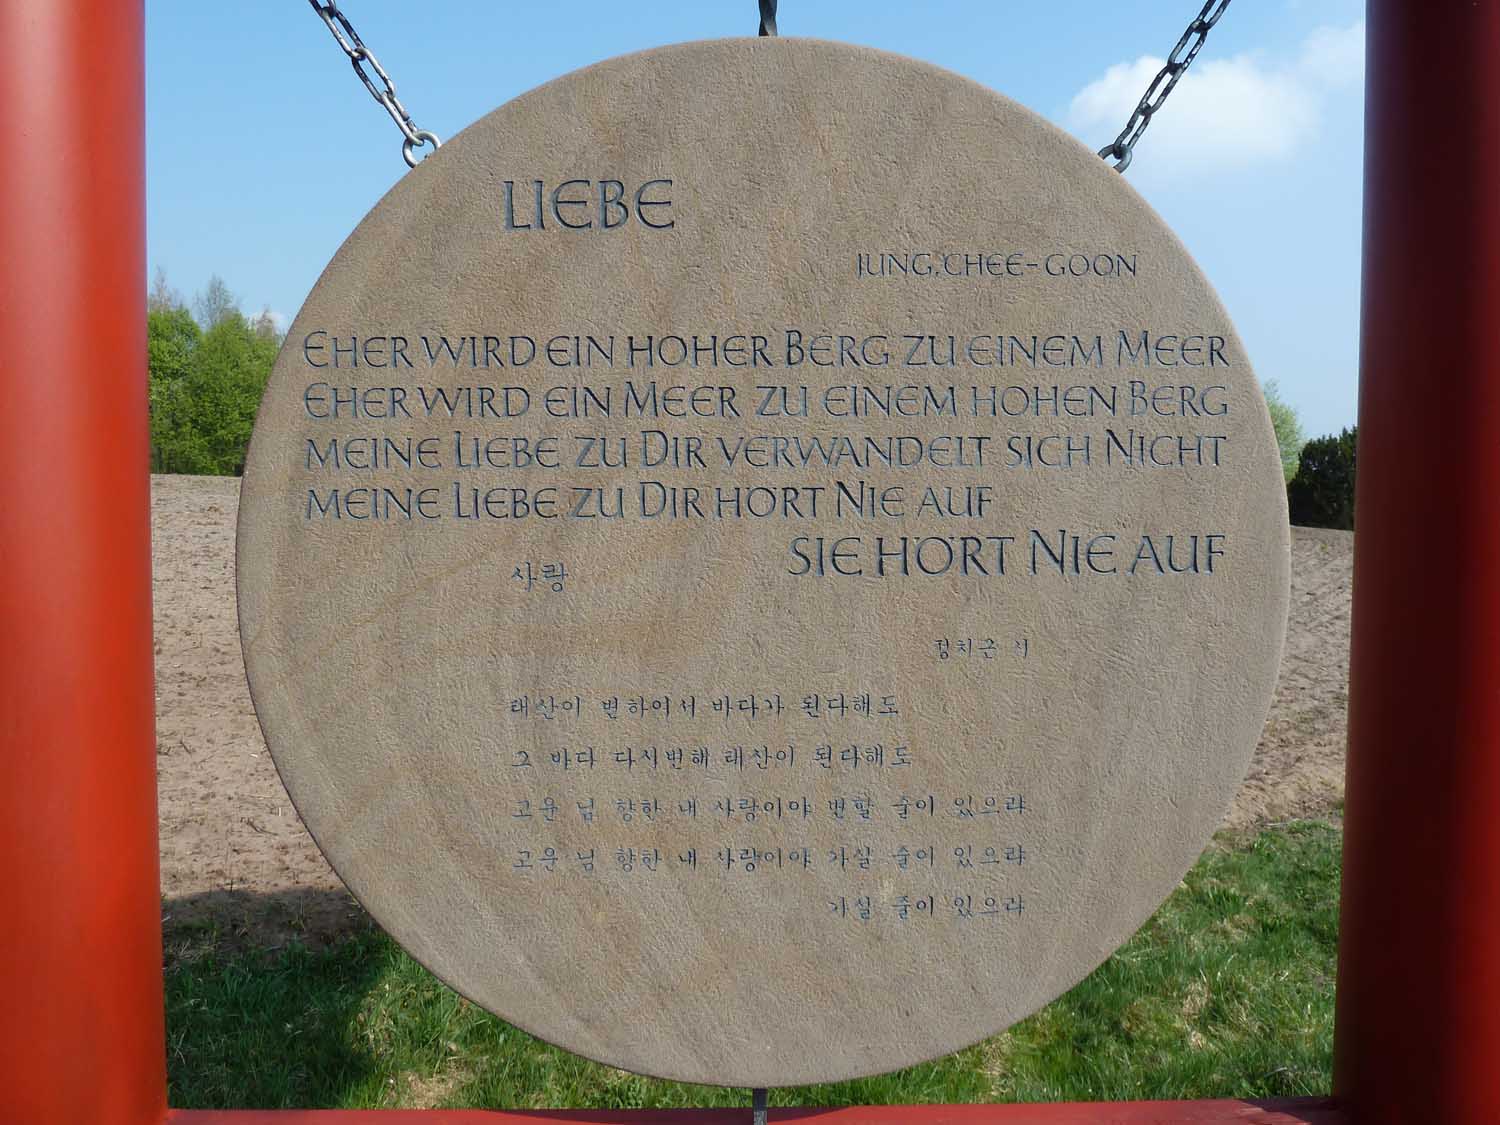 LIEBE
JUNG, CHEE-GOON
EHER WIRD EIN HOHER BERG ZU EINEM MEER
EHER WIRD EIN MEER ZU EINEM HOHEN BERG
MEINE LIEBE ZU DIR VERWANDELT SICH NICHT
MEINE LIEBE ZU DIR HÖRT NIE AUF
SIE HÖRT NIE AUF
사랑
정치근 시
태산이 변하여서 바다가 된다해도
그 바다 다시변해 태산이 된다해도
고운 님 향한 내 사랑이야 변할 줄이 있으랴
고운 님 향한 내 사랑이야 가실 줄이 있으랴
가실 줄이 있으랴